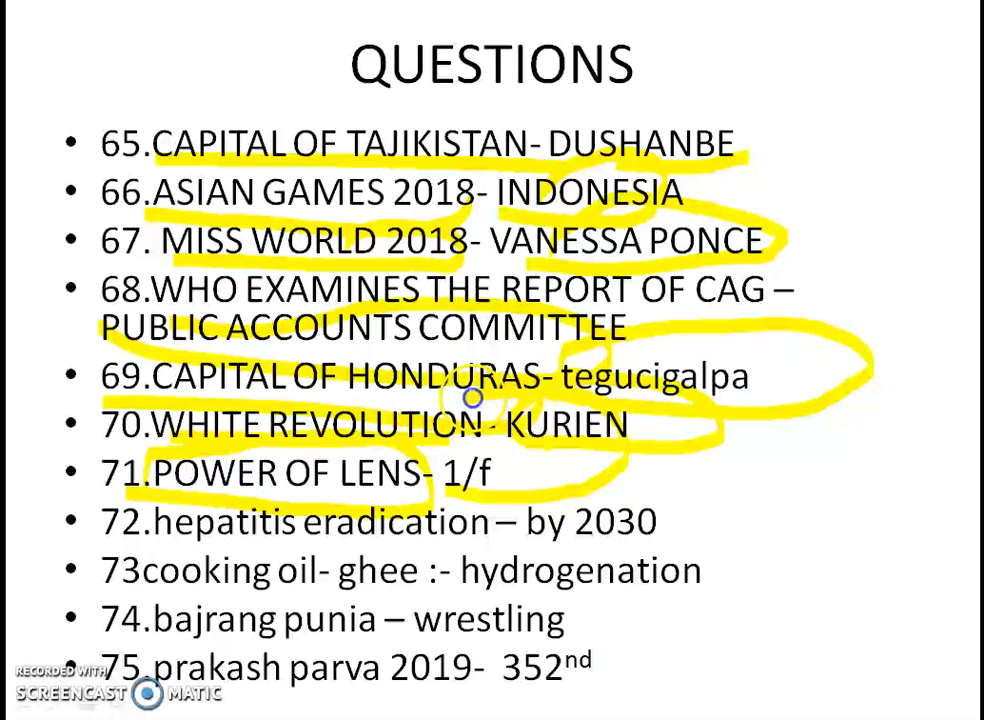 QUESTIONS
• 65.CAPITAL OF TAJIKISTAN- DUSHANBE
• 66.ASIAN GAMES 2018- INDONESIA
• 67. MISS WORLD 2018- VANESSA PONCE
• 68.WHO EXAMINES THE REPORT OF CAG –
PUBLIC ACCOUNTS COMMITTEE
• 69.CAPITAL OF HONDURAS- tegucigalpa
• 70.WHITE REVOLUTION- KURIEN
• 71.POWER OF LENS- 1/f
• 72.hepatitis eradication – by 2030
• 73cooking oil- ghee :- hydrogenation
• 74.bajrang punia – wrestling
• 75.prakash parva 2019- 352nd
RECORDED WITH
SCREENCAST MATIC